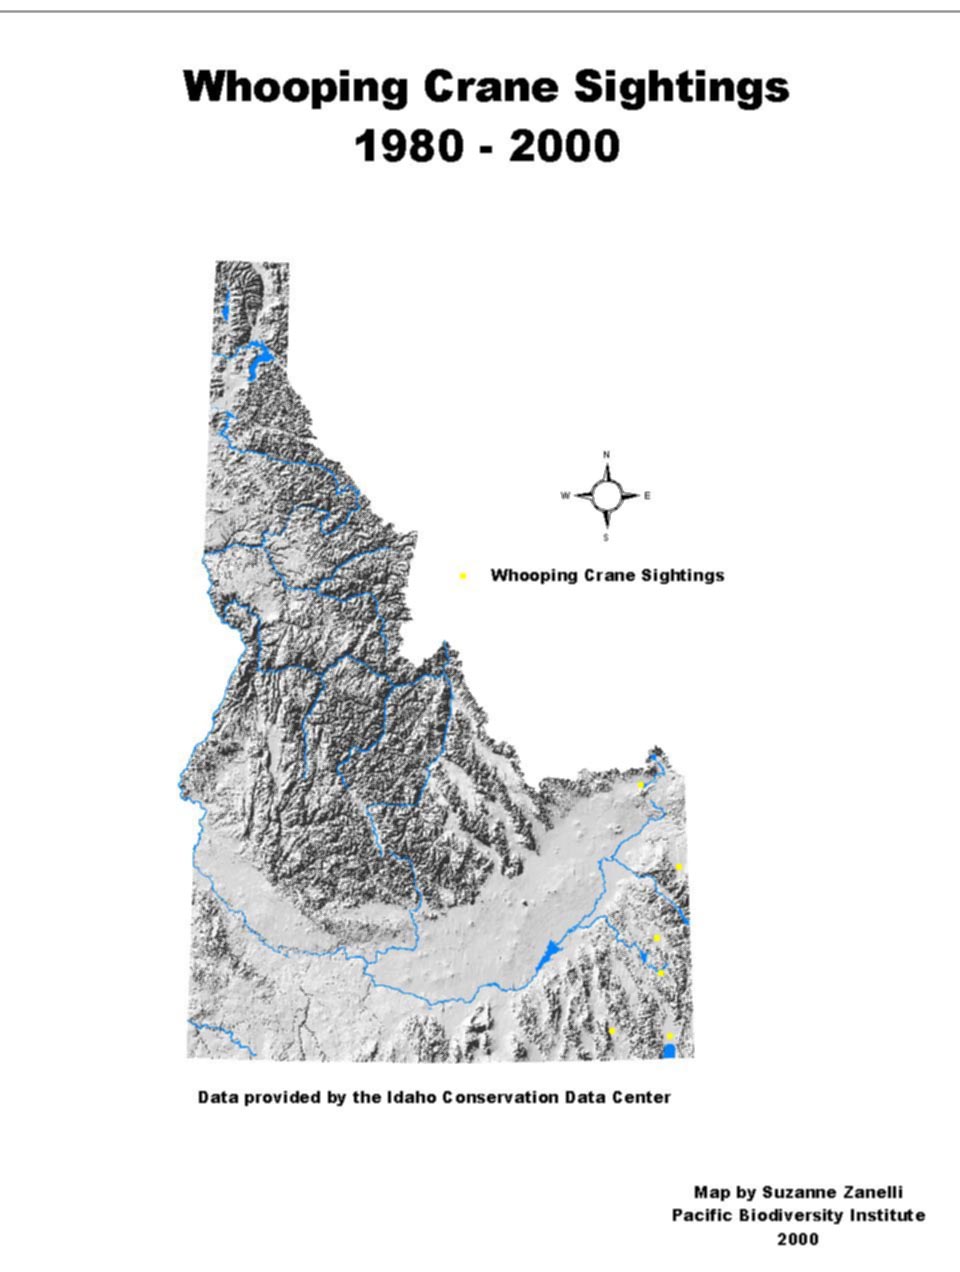 Whooping Crane Sightings
1980 - 2000
N
W E
S
Whooping Crane Sightings
Data provided by the Idaho Conservation Data Center
Map by Suzanne Zanelli
Pacific Biodiversity Institute
2000